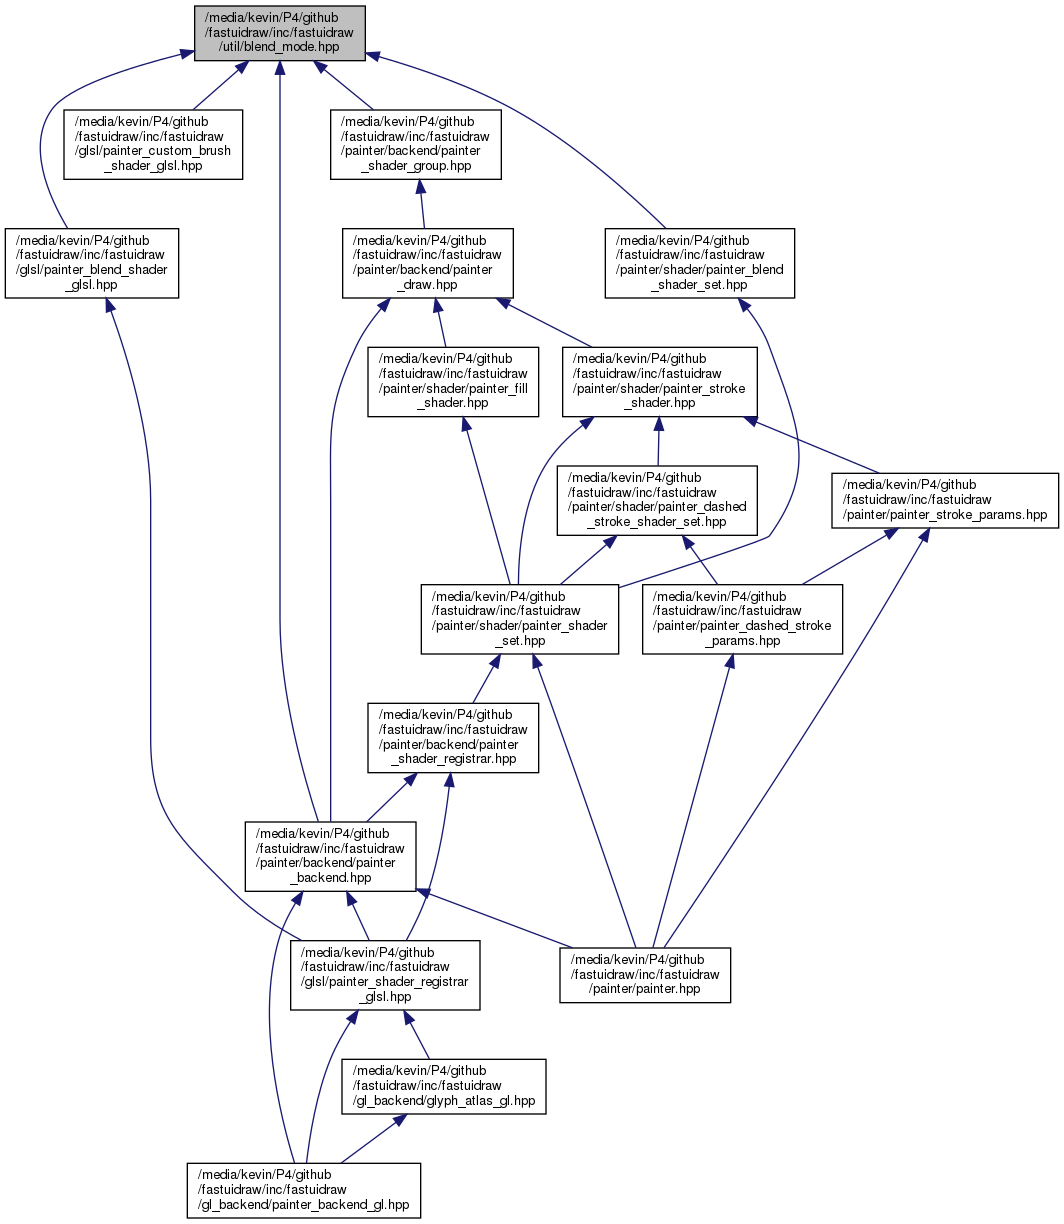 /media/kevin/P4/github
/fastuidraw/inc/fastuidraw
/util/blend_mode.hpp
/media/kevin/P4/github
/fastuidraw/inc/fastuidraw
/glsl/painter_custom_brush
_shader_glsl.hpp
/media/kevin/P4/github
/fastuidraw/inc/fastuidraw
/painter/backend/painter
_shader_group.hpp
/media/kevin/P4/github
/fastuidraw/inc/fastuidraw
/glsl/painter_blend_shader
_glsl.hpp
/media/kevin/P4/github
/fastuidraw/inc/fastuidraw
/painter/backend/painter
_draw.hpp
/media/kevin/P4/github
/fastuidraw/inc/fastuidraw
/painter/shader/painter_blend
_shader_set.hpp
/media/kevin/P4/github
/fastuidraw/inc/fastuidraw
/painter/shader/painter_fill
_shader.hpp
/media/kevin/P4/github
/fastuidraw/inc/fastuidraw
/painter/shader/painter_stroke
_shader.hpp
/media/kevin/P4/github
/fastuidraw/inc/fastuidraw
/painter/shader/painter_dashed
_stroke_shader_set.hpp
/media/kevin/P4/github
/fastuidraw/inc/fastuidraw
/painter/painter_stroke_params.hpp
/media/kevin/P4/github
/fastuidraw/inc/fastuidraw
/painter/shader/painter_shader
_set.hpp
/media/kevin/P4/github
/fastuidraw/inc/fastuidraw
/painter/painter_dashed_stroke
_params.hpp
/media/kevin/P4/github
/fastuidraw/inc/fastuidraw
/painter/backend/painter
_shader_registrar.hpp
/media/kevin/P4/github
/fastuidraw/inc/fastuidraw
/painter/backend/painter
_backend.hpp
/media/kevin/P4/github
/fastuidraw/inc/fastuidraw
/glsl/painter_shader_registrar
_glsl.hpp
/media/kevin/P4/github
/fastuidraw/inc/fastuidraw
/painter/painter.hpp
/media/kevin/P4/github
/fastuidraw/inc/fastuidraw
/gl_backend/glyph_atlas_gl.hpp
/media/kevin/P4/github
/fastuidraw/inc/fastuidraw
/gl_backend/painter_backend_gl.hpp